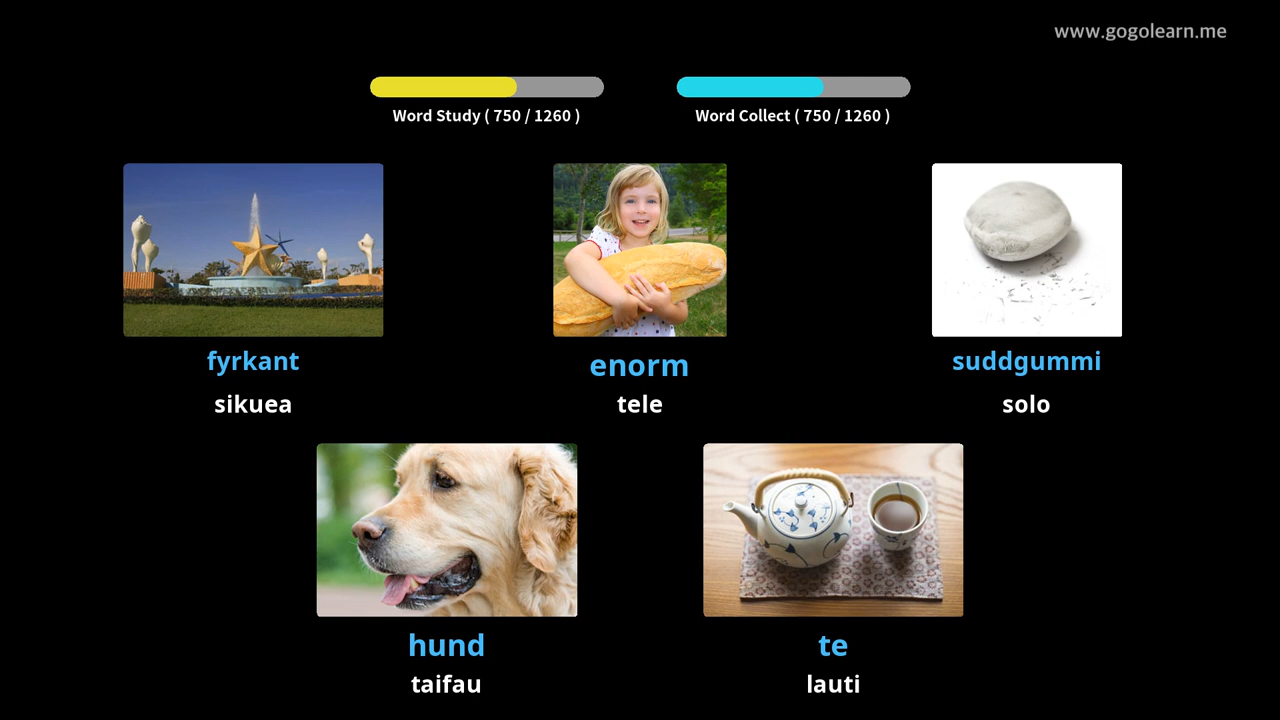 www.gogolearn.me
Word Study ( 750 / 1260 )
Word Collect ( 750 / 1260 )
fyrkant
sikuea
enorm
tele
suddgummi
solo
hund
taifau
te
lauti